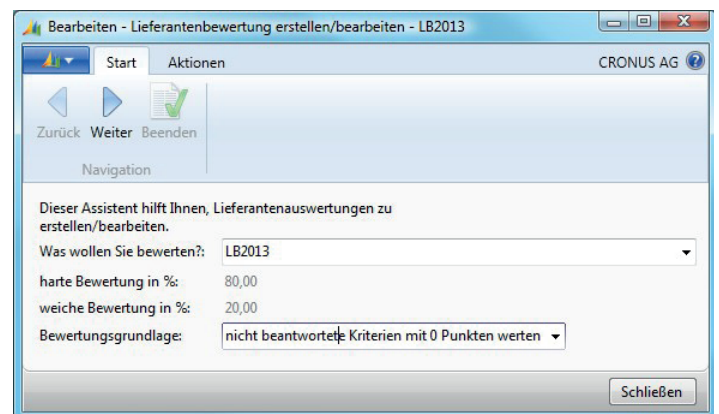 Bearbeiten - Lieferantenbewertung erstellen/bearbeiten - LB2013
Start Aktionen CRONUS AG
Zurück Weiter Beenden
Navigation
Dieser Assistent hilft Ihnen, Lieferantenauswertungen zu
erstellen/bearbeiten.
Was wollen Sie bewerten?: LB2013
harte Bewertung in %: 80,00
weiche Bewertung in %: 20,00
Bewertungsgrundlage: nicht beantwortete Kriterien mit 0 Punkten werten
Schließen